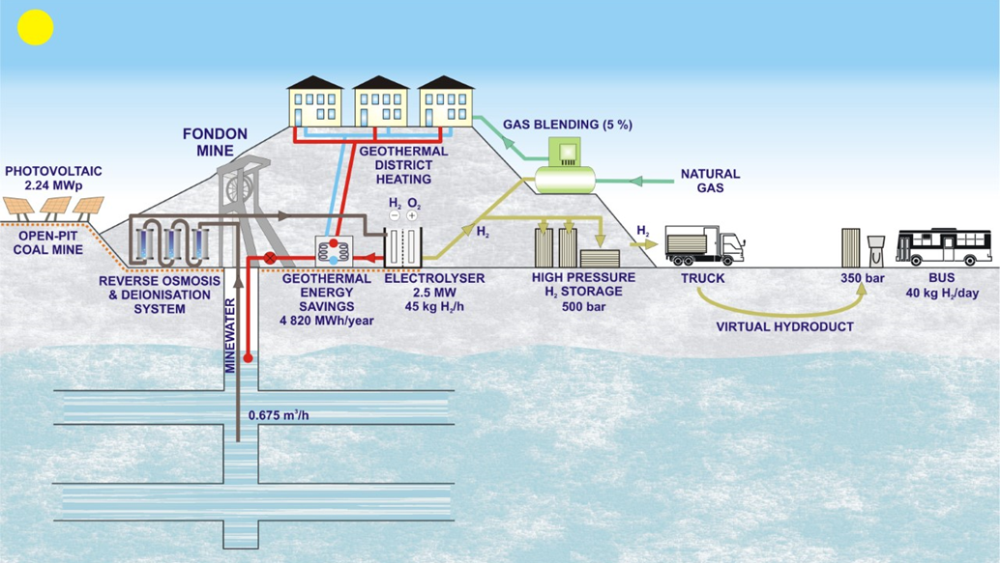 GAS BLENDING (5 %)
FONDON
MINE
GEOTHERMAL
DISTRICT
HEATING
PHOTOVOLTAIC
2.24 MWp
NATURAL
GAS
H₂ O₂
− +
H₂
H₂
OPEN-PIT
COAL MINE
REVERSE OSMOSIS
& DEIONISATION
SYSTEM
GEOTHERMAL
ENERGY
SAVINGS
4 820 MWh/year
ELECTROLYSER
2.5 MW
45 kg H₂/h
HIGH PRESSURE
H₂ STORAGE
500 bar
TRUCK
350 bar
BUS
40 kg H₂/day
VIRTUAL HYDRODUCT
MINEWATER
0.675 m³/h